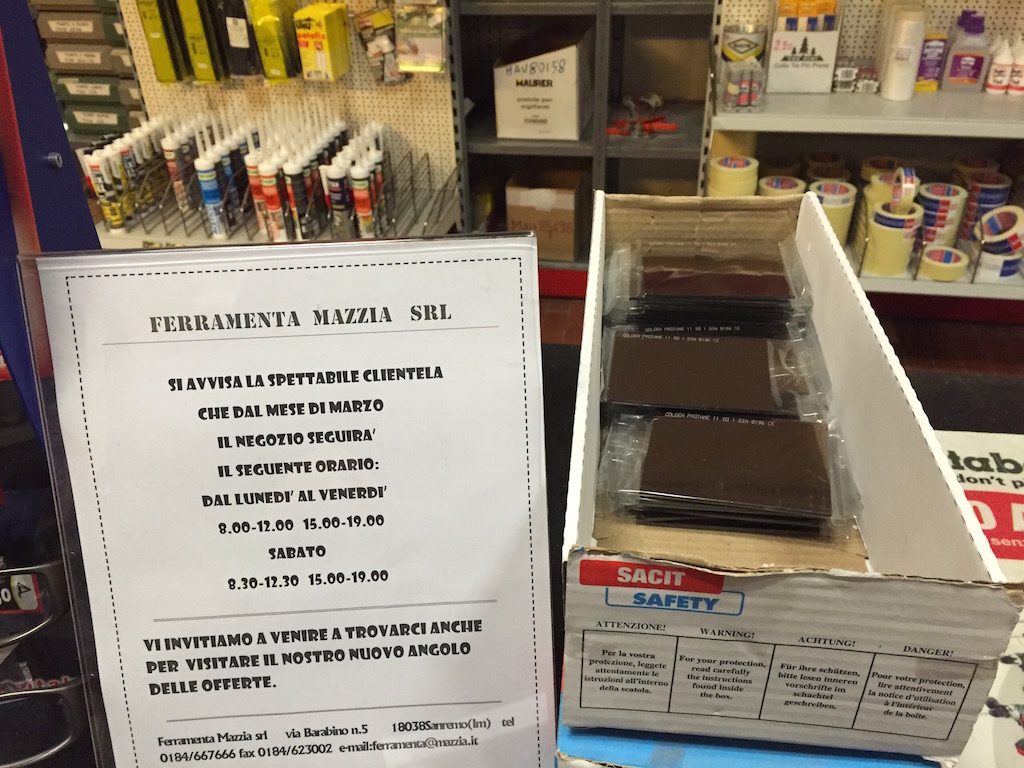 HAV80158
MAURER
FERRAMENTA MAZZIA SRL
SI AVVISA LA SPETTABILE CLIENTELA
CHE DAL MESE DI MARZO
IL NEGOZIO SEGUIRA'
IL SEGUENTE ORARIO:
DAL LUNEDI' AL VENERDI'
8.00-12.00 15.00-19.00
SABATO
8.30-12.30 15.00-19.00
VI INVITIAMO A VENIRE A TROVARCI ANCHE
PER VISITARE IL NOSTRO NUOVO ANGOLO
DELLE OFFERTE.
Ferramenta Mazzia srl via Barabino n.5 18038Sanremo(Im) tel
0184/667666 fax 0184/623002 e-mail:ferramenta@mazzia.it
SACIT
SAFETY
ATTENZIONE!
Per la vostra
protezione, leggete
attentamente le
istruzioni all'interno
della scatola.
WARNING!
For your protection,
read carefully
the instructions
found inside
the box.
ACHTUNG!
Für ihre schützen,
bitte lesen inneren
vorschrifte im
schachtel
geschreiben.
DANGER!
Pour votre protection,
lire attentivement
la notice d'utilisation
à l'intérieur
de la boîte.